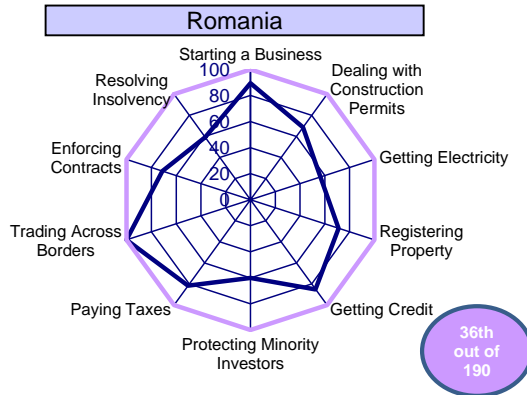 Romania
Starting a Business
100
80
60
40
20
0
Dealing with
Construction
Permits
Getting Electricity
Registering
Property
Getting Credit
Protecting Minority
Investors
Paying Taxes
Trading Across
Borders
Enforcing
Contracts
Resolving
Insolvency
36th
out of
190